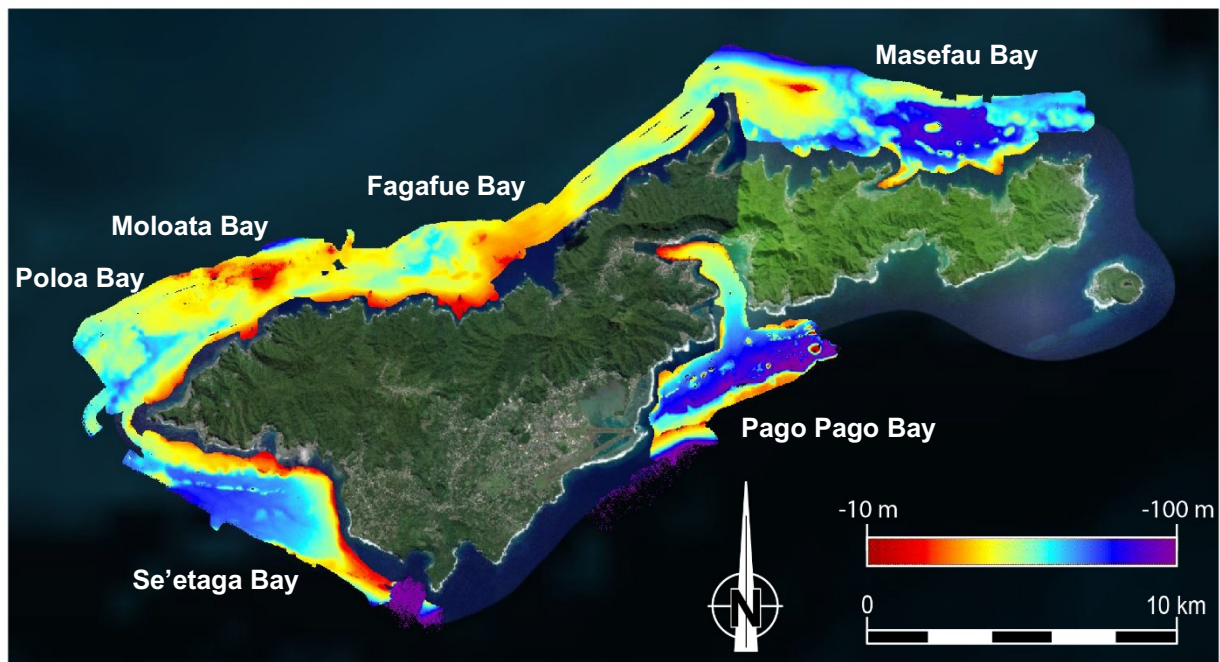 Masefau Bay
Fagafue Bay
Moloata Bay
Poloa Bay
Pago Pago Bay
Se’etaga Bay
-10 m -100 m
N
0 10 km